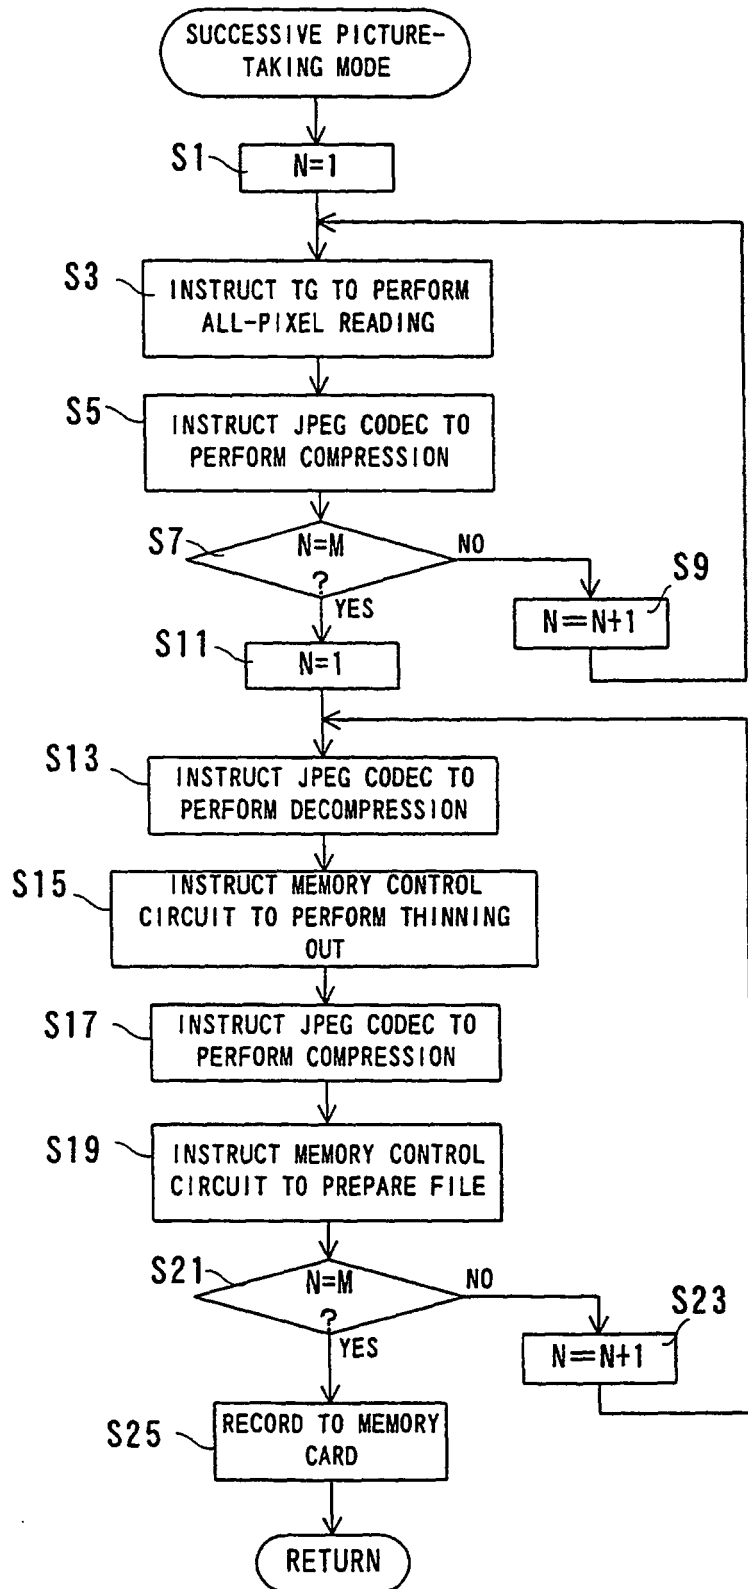 SUCCESSIVE PICTURE-
TAKING MODE
S1
N=1
S3
INSTRUCT TG TO PERFORM
ALL-PIXEL READING
S5
INSTRUCT JPEG CODEC TO
PERFORM COMPRESSION
S7
N=M
?
NO
YES
S9
N=N+1
S11
N=1
S13
INSTRUCT JPEG CODEC TO
PERFORM DECOMPRESSION
S15
INSTRUCT MEMORY CONTROL
CIRCUIT TO PERFORM THINNING
OUT
S17
INSTRUCT JPEG CODEC TO
PERFORM COMPRESSION
S19
INSTRUCT MEMORY CONTROL
CIRCUIT TO PREPARE FILE
S21
N=M
?
NO
YES
S23
N=N+1
S25
RECORD TO MEMORY
CARD
RETURN